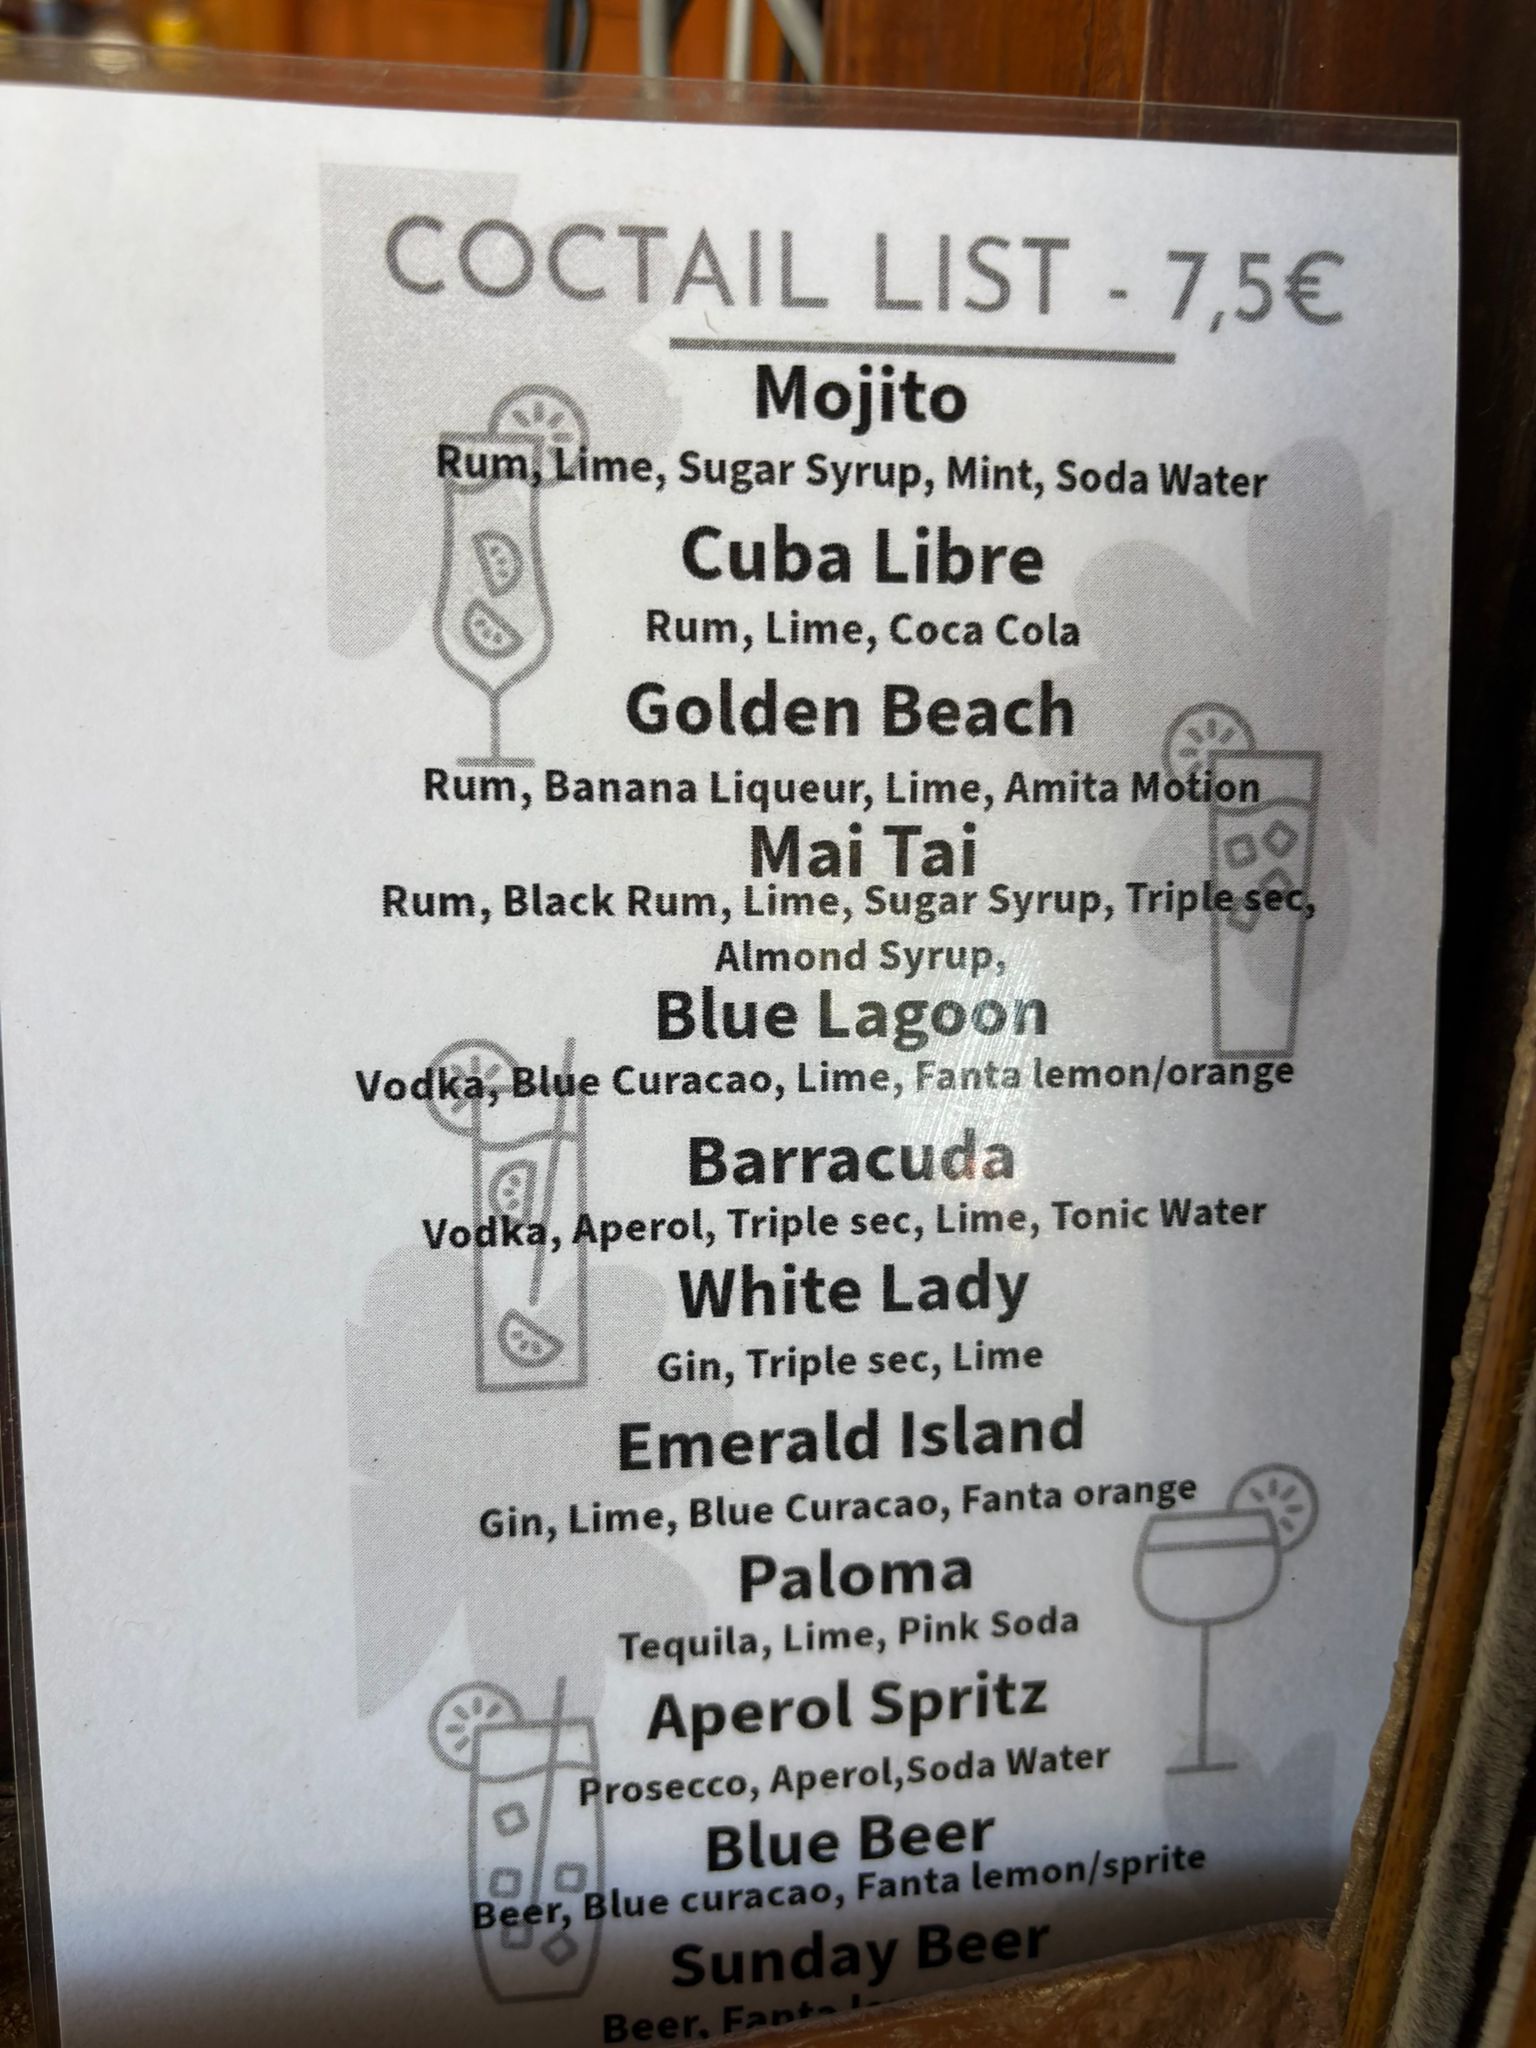 COCTAIL LIST - 7,5€
Mojito
Rum, Lime, Sugar Syrup, Mint, Soda Water
Cuba Libre
Rum, Lime, Coca Cola
Golden Beach
Rum, Banana Liqueur, Lime, Amita Motion
Mai Tai
Rum, Black Rum, Lime, Sugar Syrup, Triple sec,
Almond Syrup,
Blue Lagoon
Vodka, Blue Curacao, Lime, Fanta lemon/orange
Barracuda
Vodka, Aperol, Triple sec, Lime, Tonic Water
White Lady
Gin, Triple sec, Lime
Emerald Island
Gin, Lime, Blue Curacao, Fanta orange
Paloma
Tequila, Lime, Pink Soda
Aperol Spritz
Prosecco, Aperol,Soda Water
Blue Beer
Beer, Blue curacao, Fanta lemon/sprite
Sunday Beer
Beer, Fanta